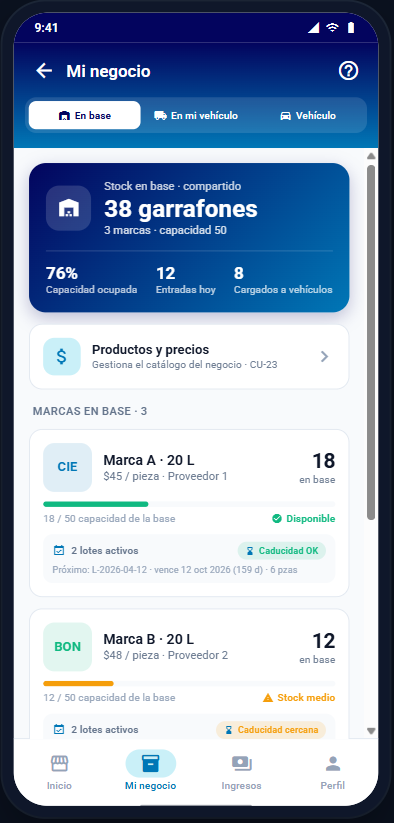 9:41
Mi negocio
En base
En mi vehículo
Vehículo
Stock en base · compartido
38 garrafones
3 marcas · capacidad 50
76% 12 8
Capacidad ocupada Entradas hoy Cargados a vehículos
$
Productos y precios
Gestiona el catálogo del negocio · CU-23
MARCAS EN BASE · 3
CIE
Marca A · 20 L
$45 / pieza · Proveedor 1
18
en base
18 / 50 capacidad de la base
Disponible
2 lotes activos
Caducidad OK
Próximo: L-2026-04-12 · vence 12 oct 2026 (159 d) · 6 pzas
BON
Marca B · 20 L
$48 / pieza · Proveedor 2
12
en base
12 / 50 capacidad de la base
Stock medio
2 lotes activos
Caducidad cercana
Inicio
Mi negocio
Ingresos
Perfil